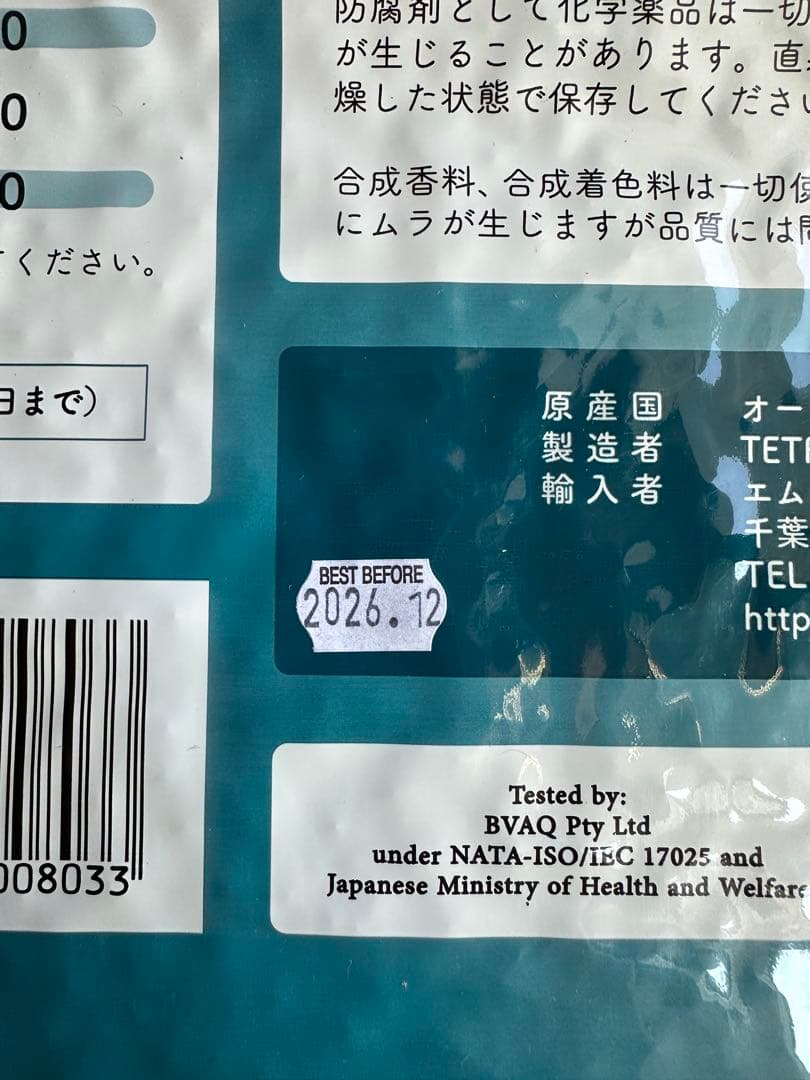 0
0
0
ください。
日まで）
008033
防腐剤として化学薬品は一切
が生じることがあります。直
燥した状態で保存してくださ
合成香料、合成着色料は一切使
にムラが生じますが品質には問
原産国 オー
製造者 TET
輸入者 エム
千葉
TEL
http
BEST BEFORE
2026.12
Tested by:
BVAQ Pty Ltd
under NATA-ISO/IEC 17025 and
Japanese Ministry of Health and Welfare